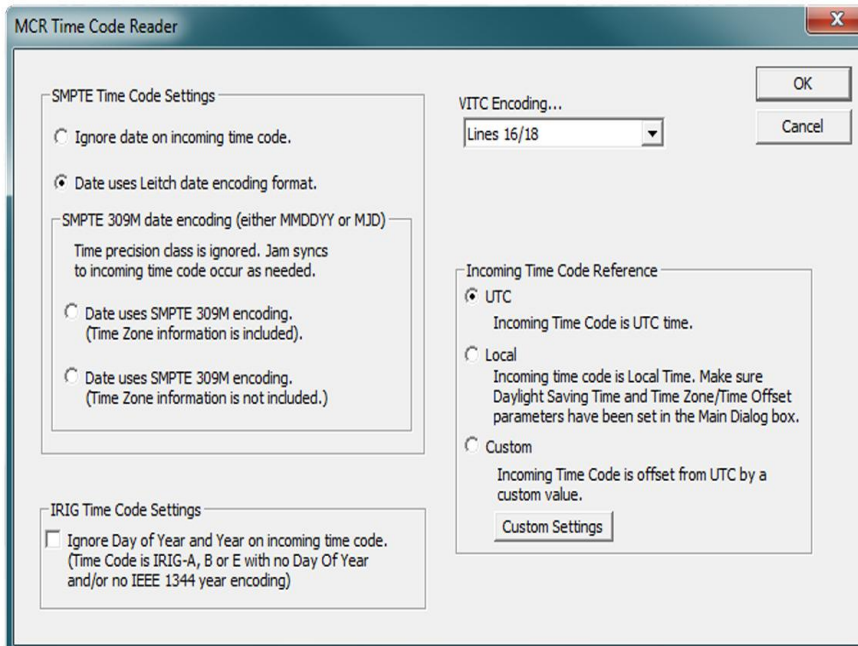 MCR Time Code Reader
X
SMPTE Time Code Settings
Ignore date on incoming time code.
Date uses Leitch date encoding format.
SMPTE 309M date encoding (either MMDDYY or MJD)
Time precision class is ignored. Jam syncs
to incoming time code occur as needed.
Date uses SMPTE 309M encoding.
(Time Zone information is included).
Date uses SMPTE 309M encoding.
(Time Zone information is not included.)
IRIG Time Code Settings
Ignore Day of Year and Year on incoming time code.
(Time Code is IRIG-A, B or E with no Day Of Year
and/or no IEEE 1344 year encoding)
VITC Encoding...
Lines 16/18
OK
Cancel
Incoming Time Code Reference
UTC
Incoming Time Code is UTC time.
Local
Incoming time code is Local Time. Make sure
Daylight Saving Time and Time Zone/Time Offset
parameters have been set in the Main Dialog box.
Custom
Incoming Time Code is offset from UTC by a
custom value.
Custom Settings